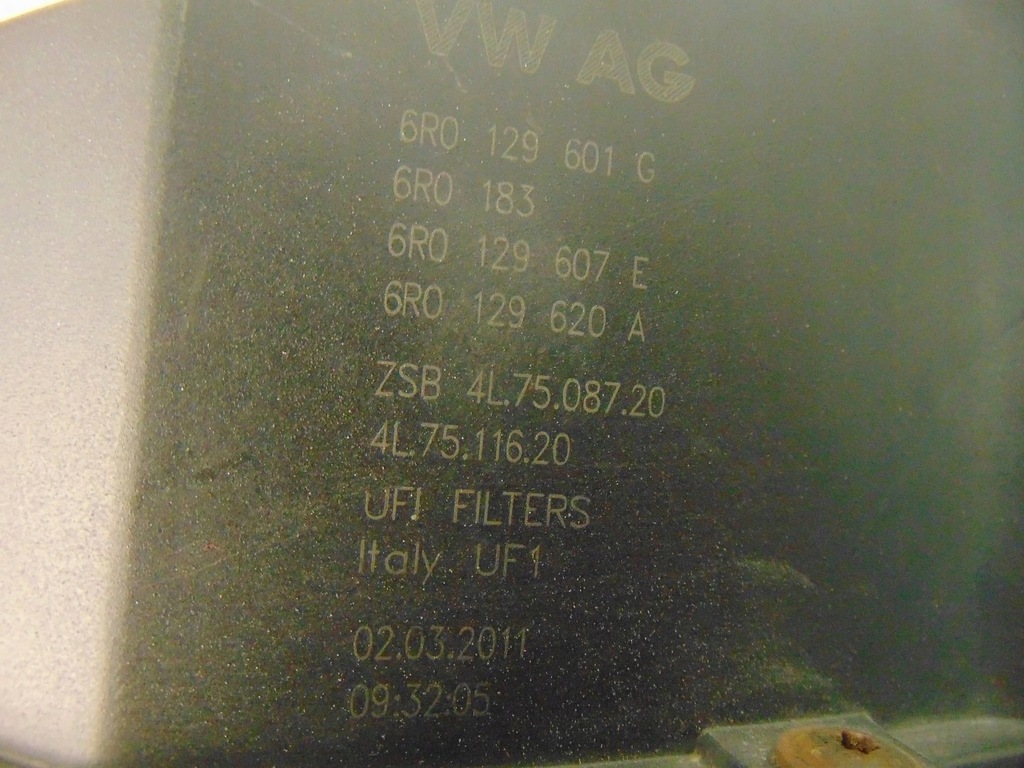 VW AG
6R0 129 601 G
6R0 183
6R0 129 607 E
6R0 129 620 A
ZSB 4L.75.087.20
4L.75.116.20
UFI FILTERS
Italy UF1
02.03.2011
09:32:05